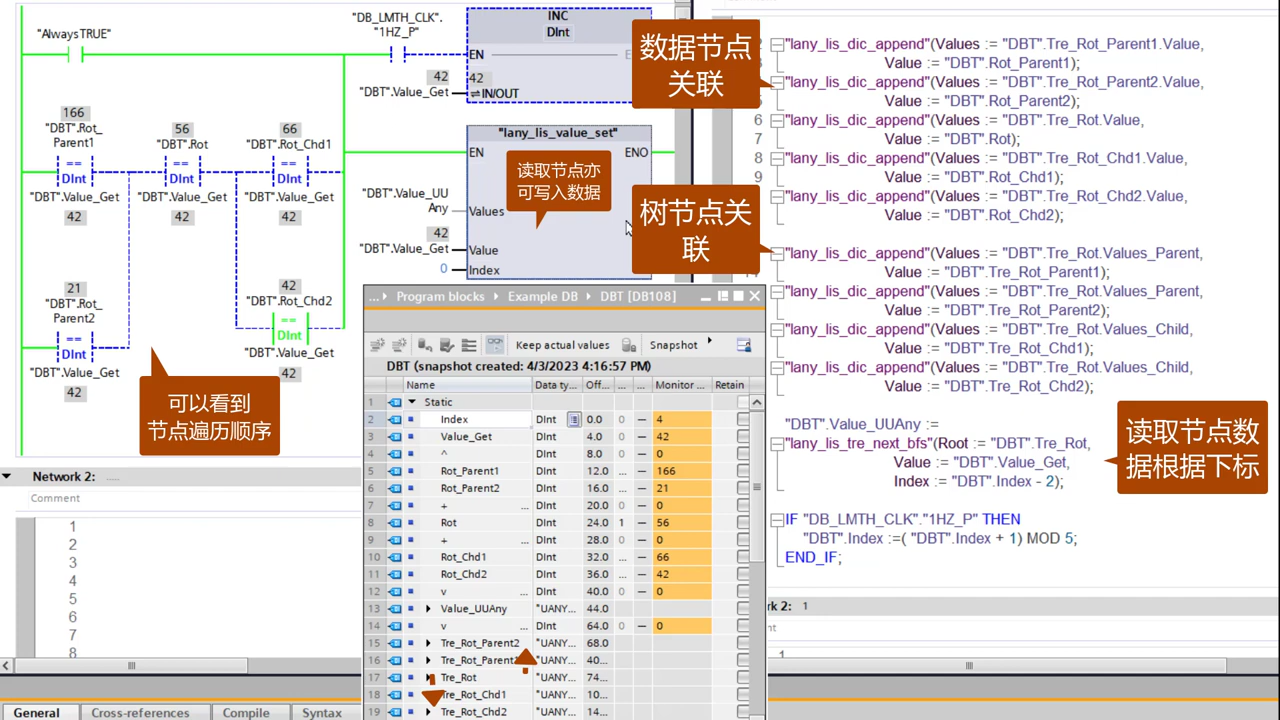 "AlwaysTRUE"
"DB_LMTH_CLK".
"1HZ_P"
INC
DInt
EN
42
"DBT".Value_Get
42
IN/OUT
166
"DBT".Rot_
Parent1
==
DInt
"DBT".Value_Get
42
56
"DBT".Rot
==
DInt
"DBT".Value_Get
42
66
"DBT".Rot_Chd1
==
DInt
"DBT".Value_Get
42
21
"DBT".Rot_
Parent2
==
DInt
"DBT".Value_Get
42
42
"DBT".Rot_Chd2
==
DInt
"DBT".Value_Get
42
"lany_lis_value_set"
EN
ENO
"DBT".Value_UU
Any
Values
42
"DBT".Value_Get
Value
0
Index
读取节点亦
可写入数据
可以看到
节点遍历顺序
数据节点
关联
树节点关
联
读取节点数
据根据下标
Network 2:
.....
Comment
1
2
3
4
5
6
7
8
General
Cross-references
Compile
Syntax
... Program blocks Example DB DBT [DB108]
Keep actual values
Snapshot
DBT (snapshot created: 4/3/2023 4:16:57 PM)
Name Data ty... Off... ... ... Monitor ... Retain
1 Static
2 Index DInt 0.0 0 4
3 Value_Get DInt 4.0 0 42
4 ^ DInt 8.0 0 0
5 Rot_Parent1 DInt 12.0 ... 166
6 Rot_Parent2 DInt 16.0 ... 21
7 + ... DInt 20.0 0 0
8 Rot DInt 24.0 1 56
9 + ... DInt 28.0 0 0
10 Rot_Chd1 DInt 32.0 ... 66
11 Rot_Chd2 DInt 36.0 ... 42
12 v ... DInt 40.0 0 0
13 Value_UUAny "UANY... 44.0
14 v ... DInt 64.0 0 0
15 Tre_Rot_Parent2 "UANY... 68.0
16 Tre_Rot_Parent "UANY... 40...
17 Tre_Rot "UANY... 74...
18 Tre_Rot_Chd1 "UANY... 10...
19 Tre_Rot_Chd2 "UANY... 14...
"lany_lis_dic_append"(Values := "DBT".Tre_Rot_Parent1.Value,
Value := "DBT".Rot_Parent1);
"lany_lis_dic_append"(Values := "DBT".Tre_Rot_Parent2.Value,
Value := "DBT".Rot_Parent2);
6 "lany_lis_dic_append"(Values := "DBT".Tre_Rot.Value,
7 Value := "DBT".Rot);
8 "lany_lis_dic_append"(Values := "DBT".Tre_Rot_Chd1.Value,
9 Value := "DBT".Rot_Chd1);
"lany_lis_dic_append"(Values := "DBT".Tre_Rot_Chd2.Value,
Value := "DBT".Rot_Chd2);
"lany_lis_dic_append"(Values := "DBT".Tre_Rot.Values_Parent,
Value := "DBT".Tre_Rot_Parent1);
"lany_lis_dic_append"(Values := "DBT".Tre_Rot.Values_Parent,
Value := "DBT".Tre_Rot_Parent2);
"lany_lis_dic_append"(Values := "DBT".Tre_Rot.Values_Child,
Value := "DBT".Tre_Rot_Chd1);
"lany_lis_dic_append"(Values := "DBT".Tre_Rot.Values_Child,
Value := "DBT".Tre_Rot_Chd2);
"DBT".Value_UUAny :=
"lany_lis_tre_next_bfs"(Root := "DBT".Tre_Rot,
Value := "DBT".Value_Get,
Index := "DBT".Index - 2);
IF "DB_LMTH_CLK"."1HZ_P" THEN
"DBT".Index :=( "DBT".Index + 1) MOD 5;
END_IF;
rk 2: 1
nt
1